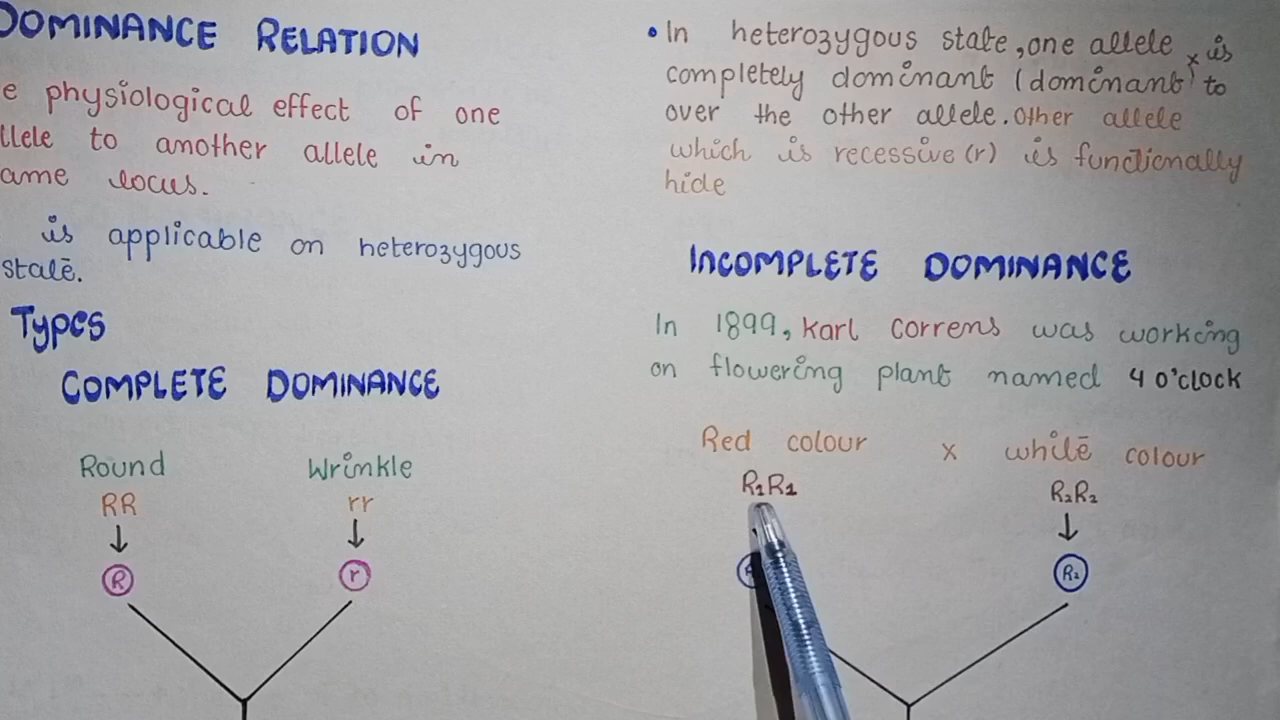 DOMINANCE RELATION
e physiological effect of one
llele to another allele in
ame locus.
is applicable on heterozygous
state.
Types
COMPLETE DOMINANCE
Round Wrinkle
RR rr
R r
• In heterozygous state, one allele x is
completely dominant (dominant) to
over the other allele. Other allele
which is recessive (r) is functionally
hide
INCOMPLETE DOMINANCE
In 1899, Karl Correns was working
on flowering plant named 4 o'clock
Red colour x white colour
R₁R₁ R₂R₂
R₂